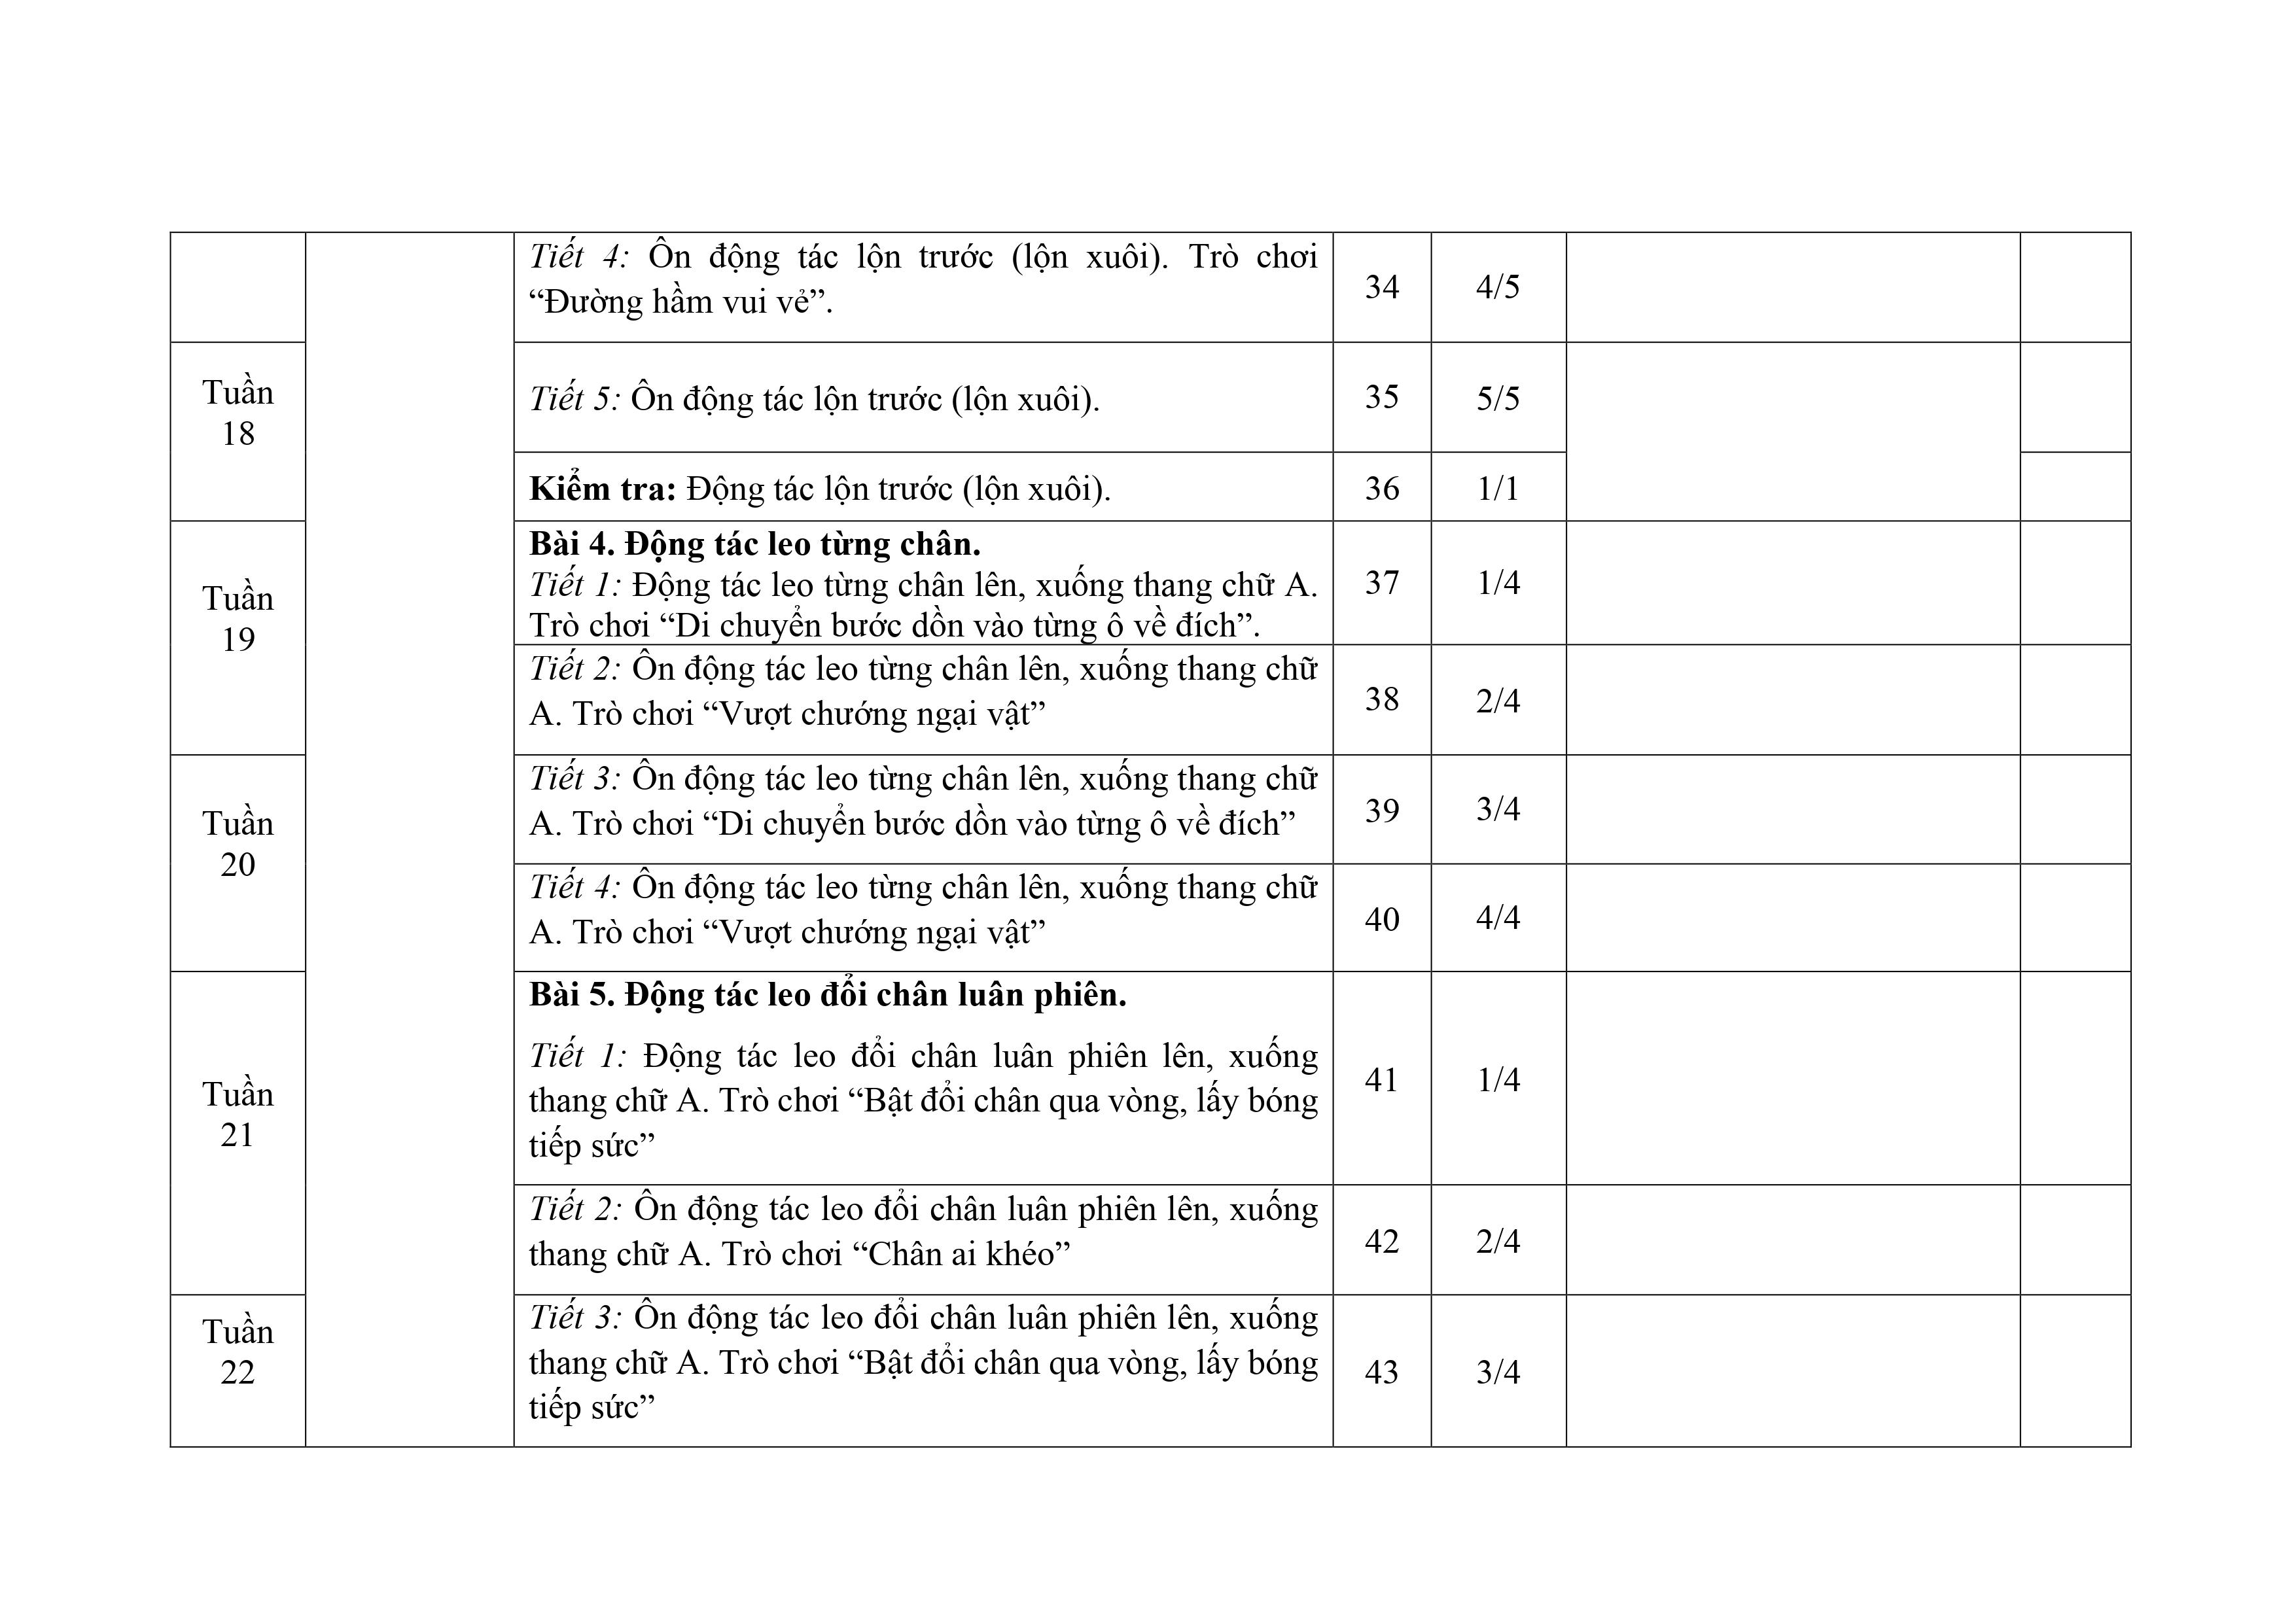 Tiết 4: Ôn động tác lộn trước (lộn xuôi). Trò chơi
“Đường hầm vui vẻ”.
34
4/5
Tuần
18
Tiết 5: Ôn động tác lộn trước (lộn xuôi).
35
5/5
Kiểm tra: Động tác lộn trước (lộn xuôi).
36
1/1
Tuần
19
Bài 4. Động tác leo từng chân.
Tiết 1: Động tác leo từng chân lên, xuống thang chữ A.
Trò chơi “Di chuyển bước dồn vào từng ô về đích”.
37
1/4
Tiết 2: Ôn động tác leo từng chân lên, xuống thang chữ
A. Trò chơi “Vượt chướng ngại vật”
38
2/4
Tuần
20
Tiết 3: Ôn động tác leo từng chân lên, xuống thang chữ
A. Trò chơi “Di chuyển bước dồn vào từng ô về đích”
39
3/4
Tiết 4: Ôn động tác leo từng chân lên, xuống thang chữ
A. Trò chơi “Vượt chướng ngại vật”
40
4/4
Tuần
21
Bài 5. Động tác leo đổi chân luân phiên.
Tiết 1: Động tác leo đổi chân luân phiên lên, xuống
thang chữ A. Trò chơi “Bật đổi chân qua vòng, lấy bóng
tiếp sức”
41
1/4
Tiết 2: Ôn động tác leo đổi chân luân phiên lên, xuống
thang chữ A. Trò chơi “Chân ai khéo”
42
2/4
Tuần
22
Tiết 3: Ôn động tác leo đổi chân luân phiên lên, xuống
thang chữ A. Trò chơi “Bật đổi chân qua vòng, lấy bóng
tiếp sức”
43
3/4